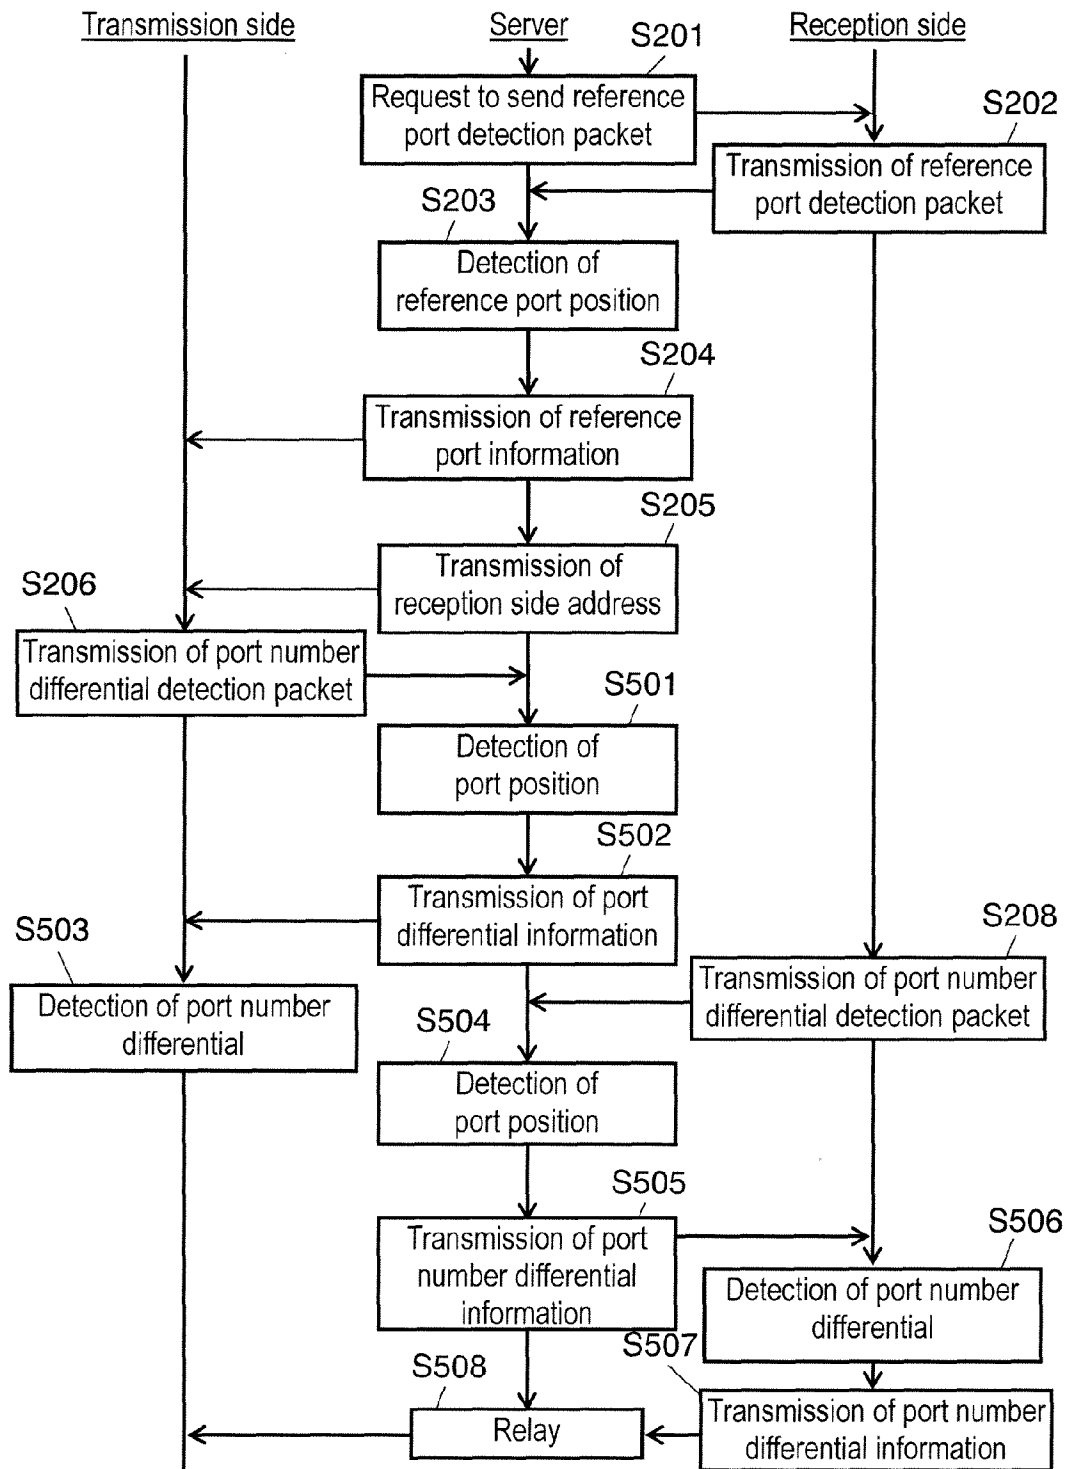 Transmission side
Server
Reception side
S201
Request to send reference
port detection packet
S202
Transmission of reference
port detection packet
S203
Detection of
reference port position
S204
Transmission of reference
port information
S205
Transmission of
reception side address
S206
Transmission of port number
differential detection packet
S501
Detection of
port position
S502
Transmission of port
differential information
S503
Detection of port number
differential
S208
Transmission of port number
differential detection packet
S504
Detection of
port position
S505
Transmission of port
number differential
information
S506
Detection of port number
differential
S507
Transmission of port number
differential information
S508
Relay